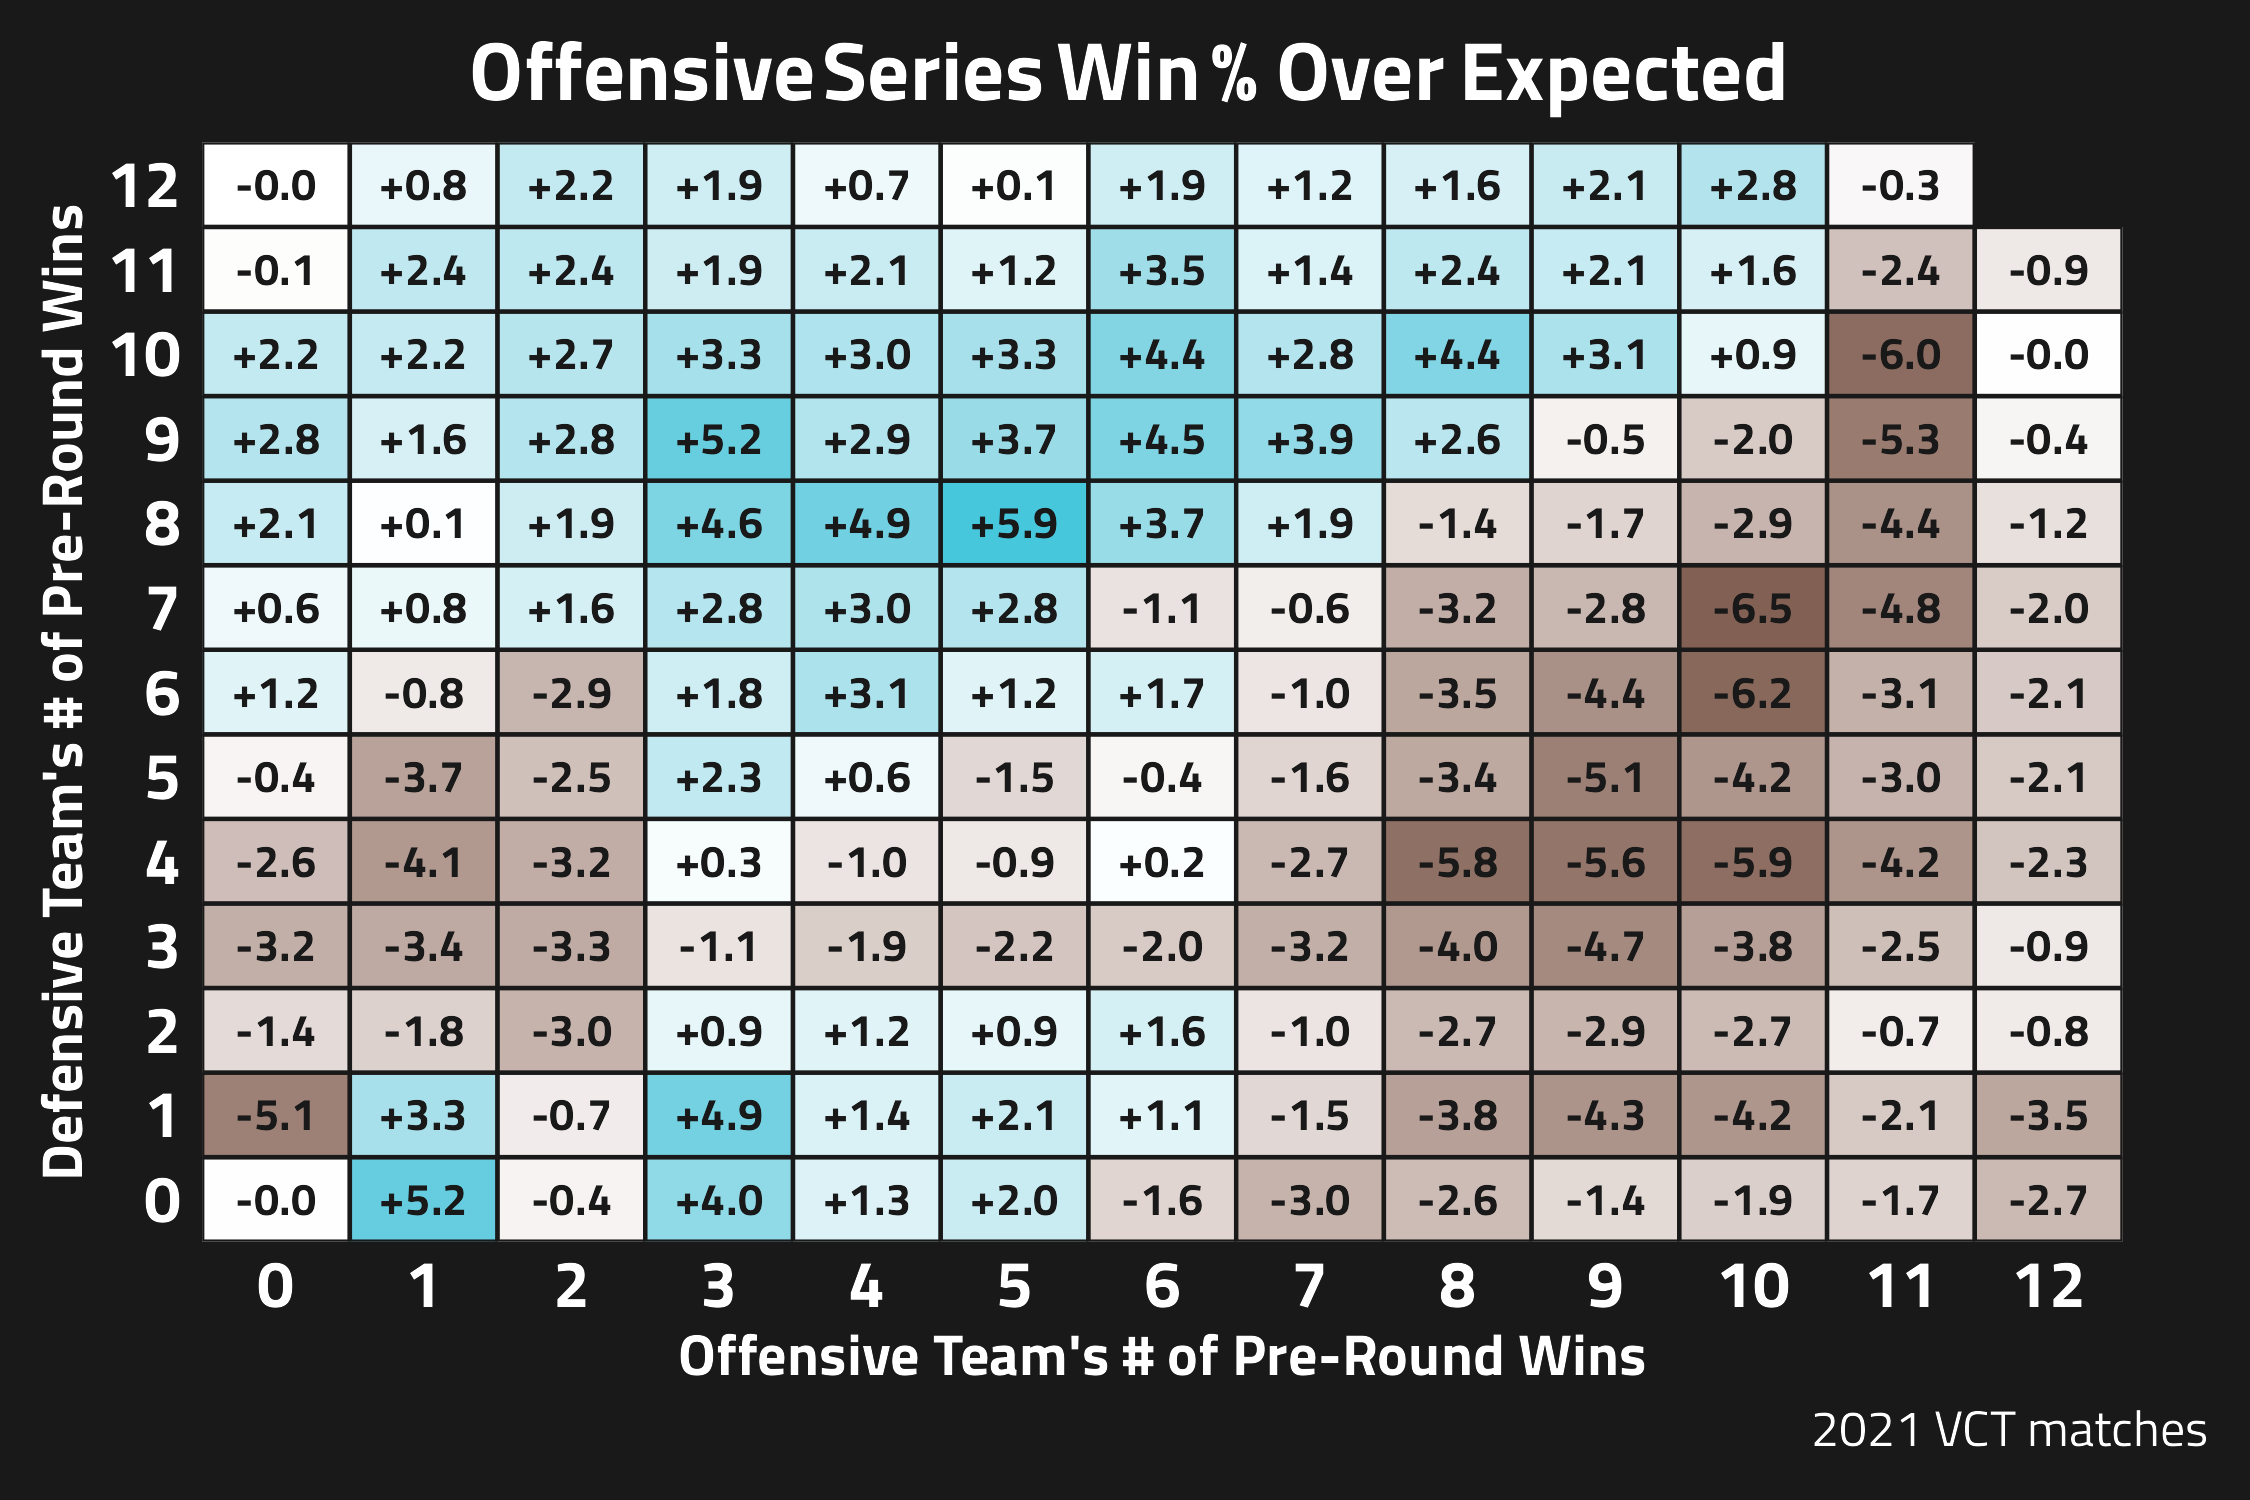 Offensive Series Win % Over Expected
Defensive Team's # of Pre-Round Wins
12 -0.0 +0.8 +2.2 +1.9 +0.7 +0.1 +1.9 +1.2 +1.6 +2.1 +2.8 -0.3
11 -0.1 +2.4 +2.4 +1.9 +2.1 +1.2 +3.5 +1.4 +2.4 +2.1 +1.6 -2.4 -0.9
10 +2.2 +2.2 +2.7 +3.3 +3.0 +3.3 +4.4 +2.8 +4.4 +3.1 +0.9 -6.0 -0.0
9 +2.8 +1.6 +2.8 +5.2 +2.9 +3.7 +4.5 +3.9 +2.6 -0.5 -2.0 -5.3 -0.4
8 +2.1 +0.1 +1.9 +4.6 +4.9 +5.9 +3.7 +1.9 -1.4 -1.7 -2.9 -4.4 -1.2
7 +0.6 +0.8 +1.6 +2.8 +3.0 +2.8 -1.1 -0.6 -3.2 -2.8 -6.5 -4.8 -2.0
6 +1.2 -0.8 -2.9 +1.8 +3.1 +1.2 +1.7 -1.0 -3.5 -4.4 -6.2 -3.1 -2.1
5 -0.4 -3.7 -2.5 +2.3 +0.6 -1.5 -0.4 -1.6 -3.4 -5.1 -4.2 -3.0 -2.1
4 -2.6 -4.1 -3.2 +0.3 -1.0 -0.9 +0.2 -2.7 -5.8 -5.6 -5.9 -4.2 -2.3
3 -3.2 -3.4 -3.3 -1.1 -1.9 -2.2 -2.0 -3.2 -4.0 -4.7 -3.8 -2.5 -0.9
2 -1.4 -1.8 -3.0 +0.9 +1.2 +0.9 +1.6 -1.0 -2.7 -2.9 -2.7 -0.7 -0.8
1 -5.1 +3.3 -0.7 +4.9 +1.4 +2.1 +1.1 -1.5 -3.8 -4.3 -4.2 -2.1 -3.5
0 -0.0 +5.2 -0.4 +4.0 +1.3 +2.0 -1.6 -3.0 -2.6 -1.4 -1.9 -1.7 -2.7
0 1 2 3 4 5 6 7 8 9 10 11 12
Offensive Team's # of Pre-Round Wins
2021 VCT matches